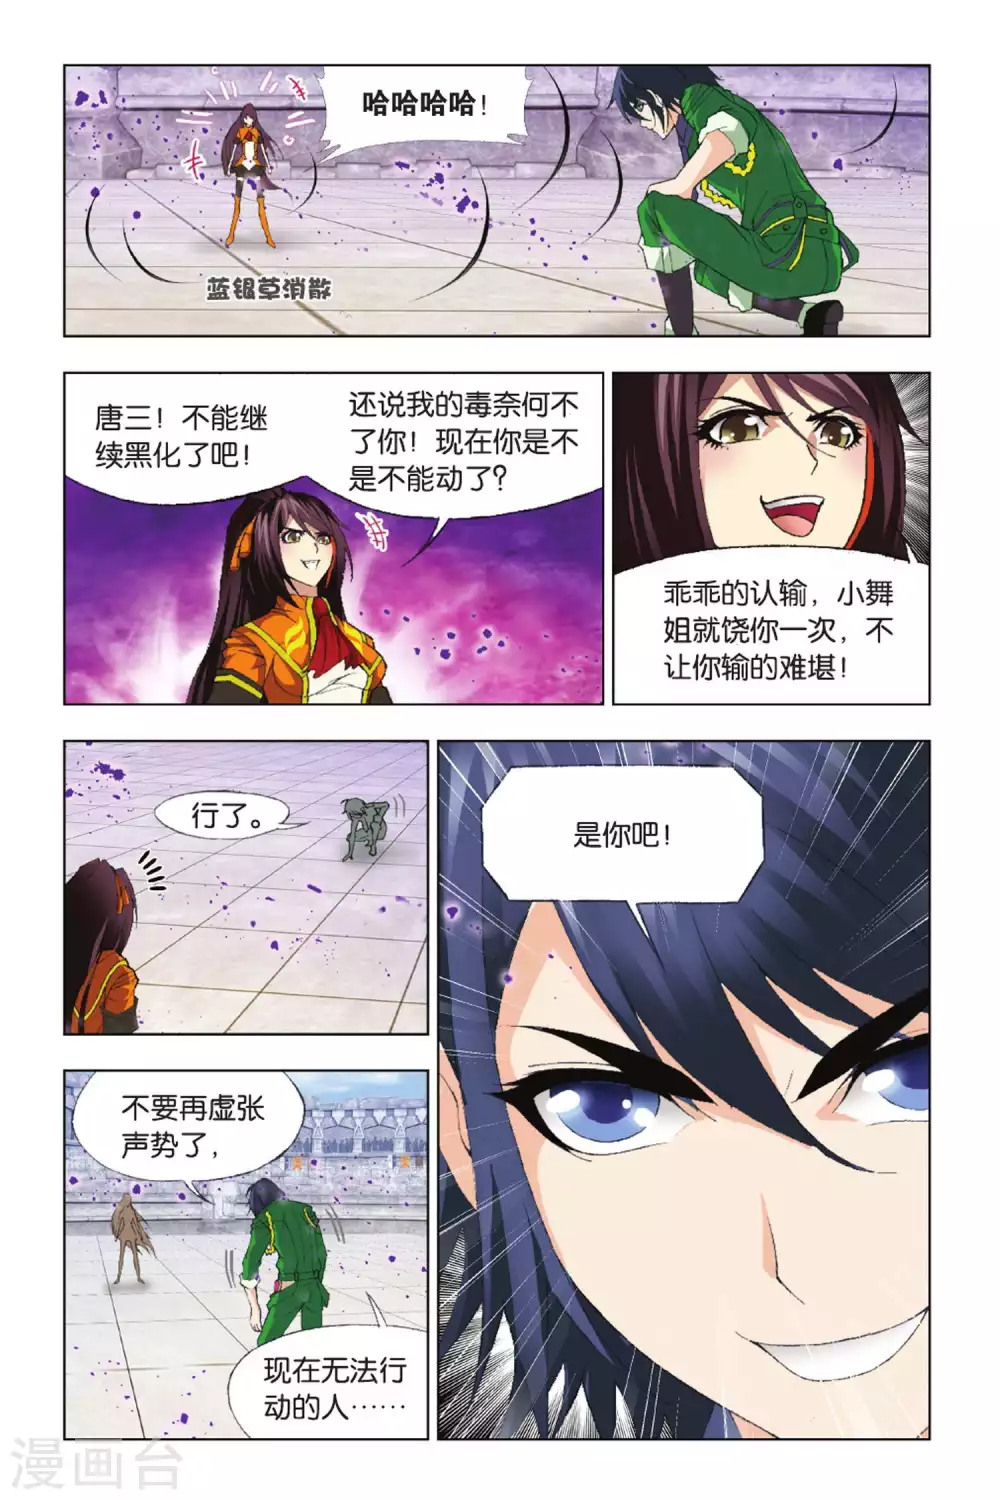 哈哈哈哈！
蓝银草消散
唐三！不能继
续黑化了吧！
还说我的毒奈何不
了你！现在你是不
是不能动了？
乖乖的认输，小舞
姐就饶你一次，不
让你输的难堪！
行了。
不要再虚张
声势了，
现在无法行
动的人……
是你吧！
漫画台